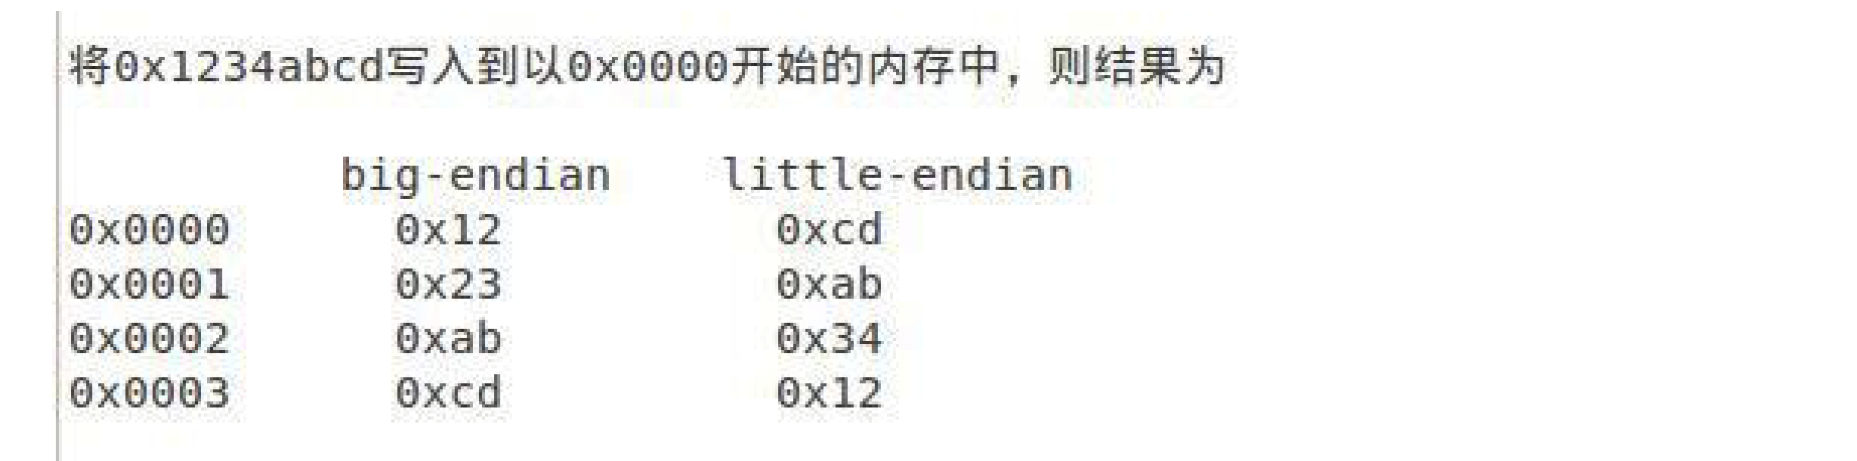 将0x1234abcd写入到以0x0000开始的内存中，则结果为
big-endian little-endian
0x0000 0x12 0xcd
0x0001 0x23 0xab
0x0002 0xab 0x34
0x0003 0xcd 0x12